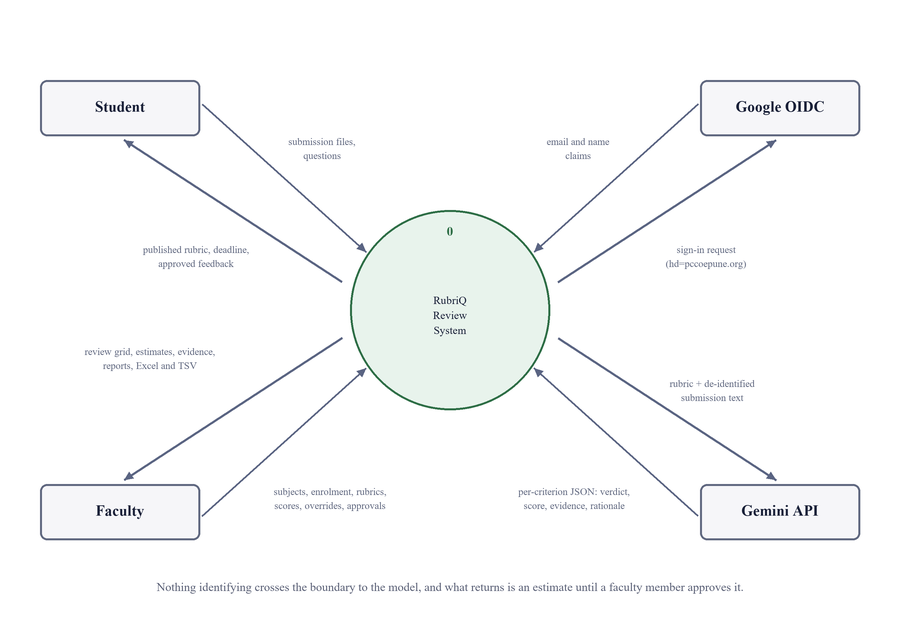 Student
Google OIDC
submission files,
questions
email and name
claims
0
published rubric, deadline,
approved feedback
sign-in request
(hd=pccoepune.org)
RubriQ
Review
System
review grid, estimates, evidence,
reports, Excel and TSV
rubric + de-identified
submission text
subjects, enrolment, rubrics,
scores, overrides, approvals
per-criterion JSON: verdict,
score, evidence, rationale
Faculty
Gemini API
Nothing identifying crosses the boundary to the model, and what returns is an estimate until a faculty member approves it.